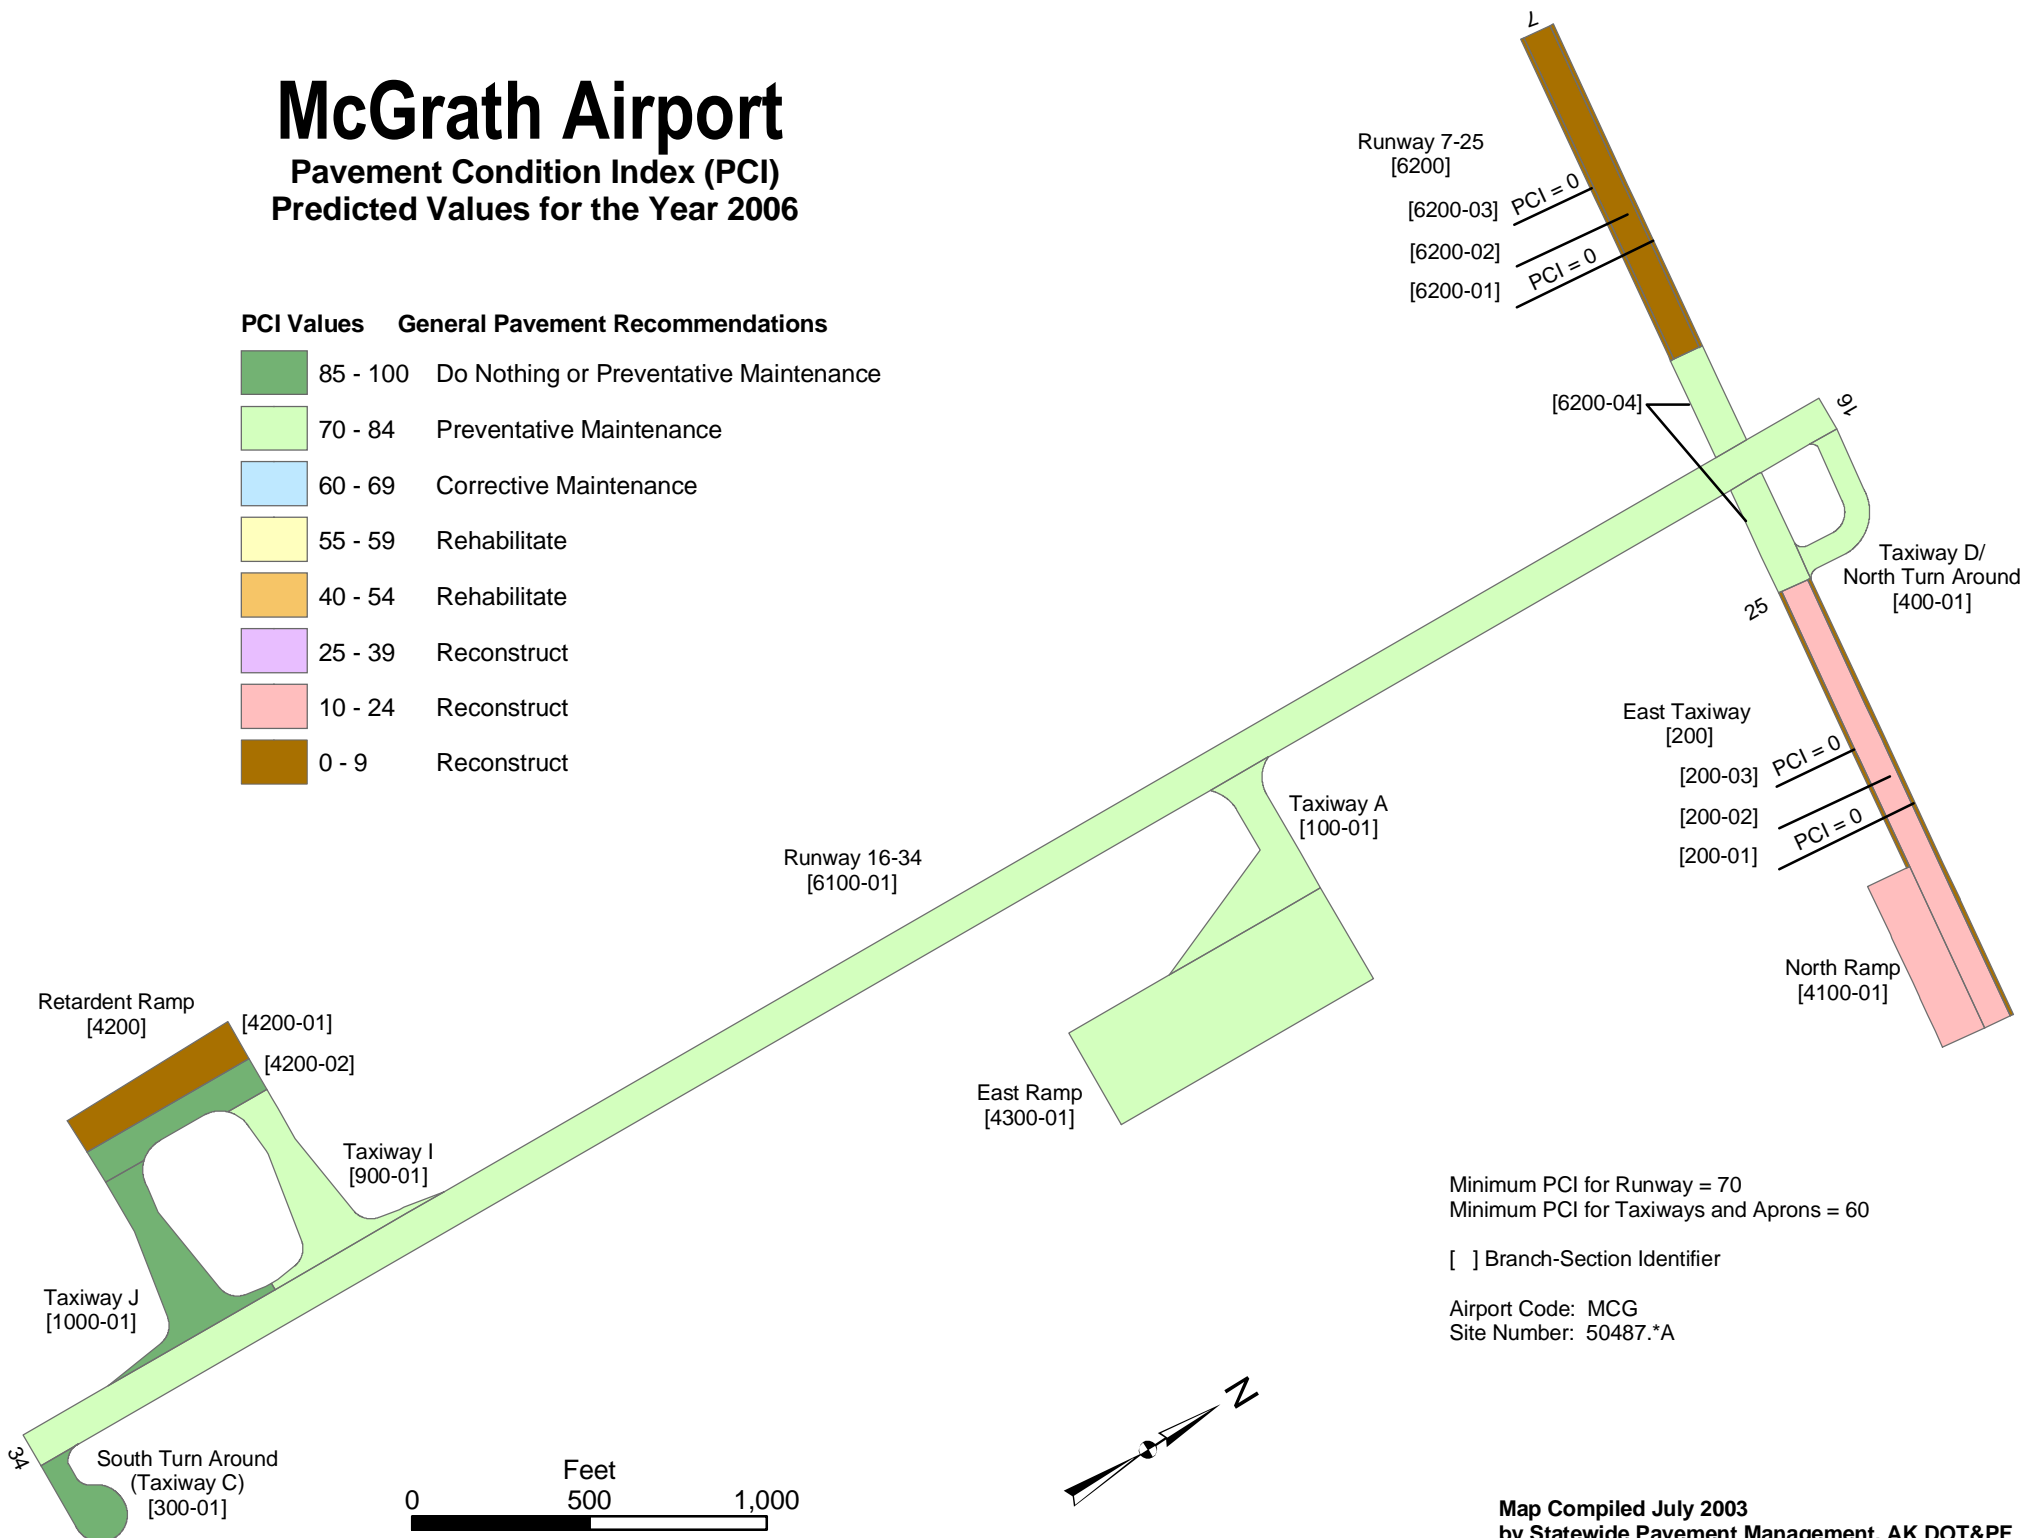 McGrath Airport
Pavement Condition Index (PCI)
Predicted Values for the Year 2006
PCI Values General Pavement Recommendations
85 - 100 Do Nothing or Preventative Maintenance
70 - 84 Preventative Maintenance
60 - 69 Corrective Maintenance
55 - 59 Rehabilitate
40 - 54 Rehabilitate
25 - 39 Reconstruct
10 - 24 Reconstruct
0 - 9 Reconstruct
7
Runway 7-25
[6200]
[6200-03] PCI = 0
[6200-02]
[6200-01] PCI = 0
[6200-04]
16
Taxiway D/
North Turn Around
[400-01]
25
East Taxiway
[200]
[200-03] PCI = 0
[200-02]
[200-01] PCI = 0
Taxiway A
[100-01]
Runway 16-34
[6100-01]
North Ramp
[4100-01]
Retardent Ramp
[4200]
[4200-01]
[4200-02]
East Ramp
[4300-01]
Taxiway I
[900-01]
Taxiway J
[1000-01]
34
South Turn Around
(Taxiway C)
[300-01]
Feet
0 500 1,000
N
Minimum PCI for Runway = 70
Minimum PCI for Taxiways and Aprons = 60
[ ] Branch-Section Identifier
Airport Code: MCG
Site Number: 50487.*A
Map Compiled July 2003
by Statewide Pavement Management, AK DOT&PF